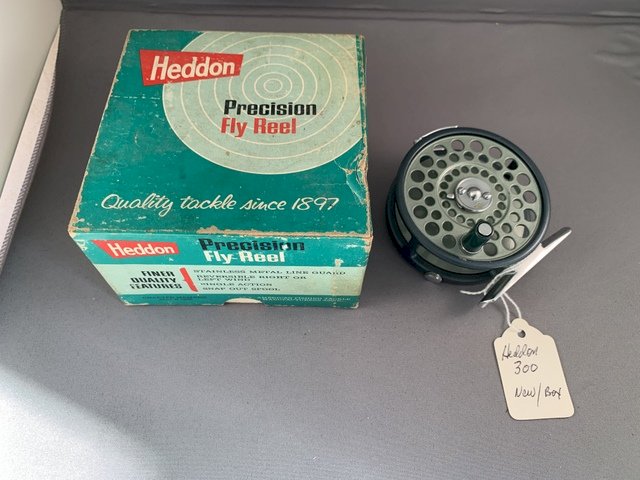 Heddon
Precision
Fly Reel
Quality tackle since 1897
Heddon
Precision
Fly Reel
FINER
QUALITY
FEATURES
STAINLESS METAL LINE GUARD
REVERSIBLE RIGHT OR
LEFT WIND
SINGLE ACTION
SNAP OUT SPOOL
Heddon
300
New/Box